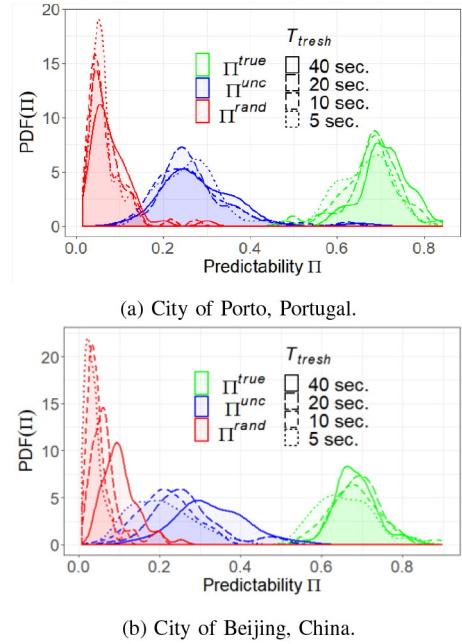 T_tresh
Π^true 40 sec.
Π^unc 20 sec.
Π^rand 10 sec.
5 sec.
PDF(Π)
20
15
10
5
0
0.0 0.2 0.4 0.6 0.8
Predictability Π
(a) City of Porto, Portugal.
T_tresh
Π^true 40 sec.
Π^unc 20 sec.
Π^rand 10 sec.
5 sec.
PDF(Π)
20
15
10
5
0
0.0 0.2 0.4 0.6 0.8
Predictability Π
(b) City of Beijing, China.